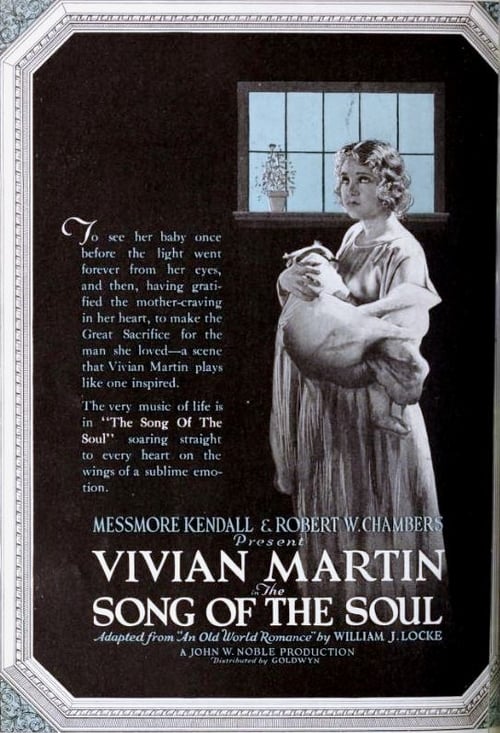 To see her baby once
before the light went
forever from her eyes,
and then, having grati-
fied the mother-craving
in her heart, to make the
Great Sacrifice for the
man she loved—a scene
that Vivian Martin plays
like one inspired.
The very music of life is
in "The Song Of The
Soul" soaring straight
to every heart on the
wings of a sublime emo-
tion.
MESSMORE KENDALL & ROBERT W. CHAMBERS
Present
VIVIAN MARTIN
in The
SONG OF THE SOUL
Adapted from "An Old World Romance" by WILLIAM J. LOCKE
A JOHN W. NOBLE PRODUCTION
Distributed by GOLDWYN